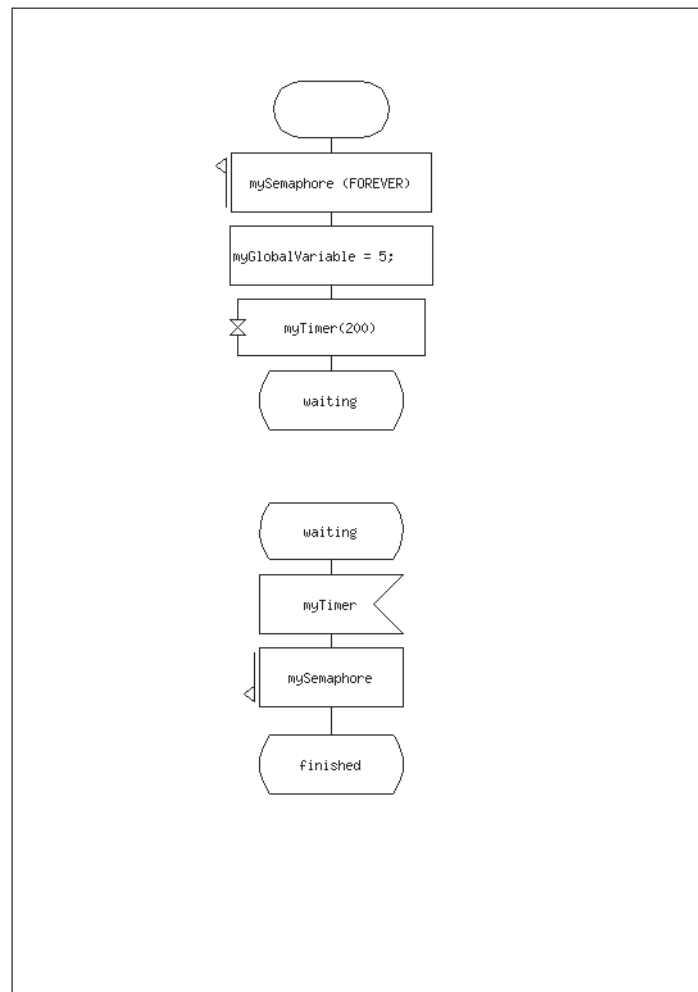 mySemaphore (FOREVER)
myGlobalVariable = 5;
myTimer(200)
waiting
waiting
myTimer
mySemaphore
finished